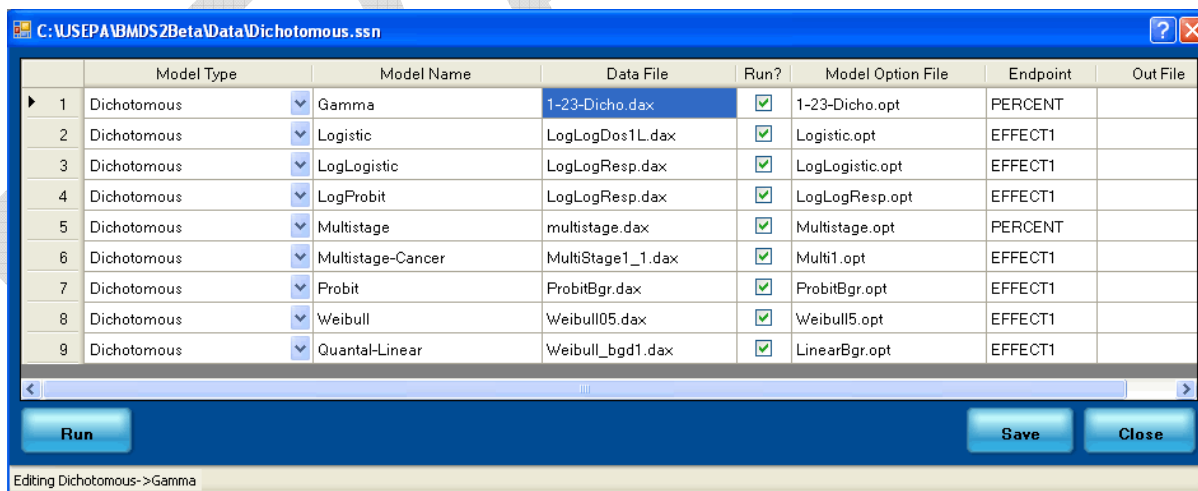 C:\USEPA\BMDS2Beta\Data\Dichotomous.ssn
Model Type Model Name Data File Run? Model Option File Endpoint Out File
1 Dichotomous Gamma 1-23-Dicho.dax 1-23-Dicho.opt PERCENT
2 Dichotomous Logistic LogLogDos1L.dax Logistic.opt EFFECT1
3 Dichotomous LogLogistic LogLogResp.dax LogLogistic.opt EFFECT1
4 Dichotomous LogProbit LogLogResp.dax LogLogResp.opt EFFECT1
5 Dichotomous Multistage multistage.dax Multistage.opt PERCENT
6 Dichotomous Multistage-Cancer MultiStage1_1.dax Multi1.opt EFFECT1
7 Dichotomous Probit ProbitBgr.dax ProbitBgr.opt EFFECT1
8 Dichotomous Weibull Weibull05.dax Weibull5.opt EFFECT1
9 Dichotomous Quantal-Linear Weibull_bgd1.dax LinearBgr.opt EFFECT1
Run Save Close
Editing Dichotomous->Gamma